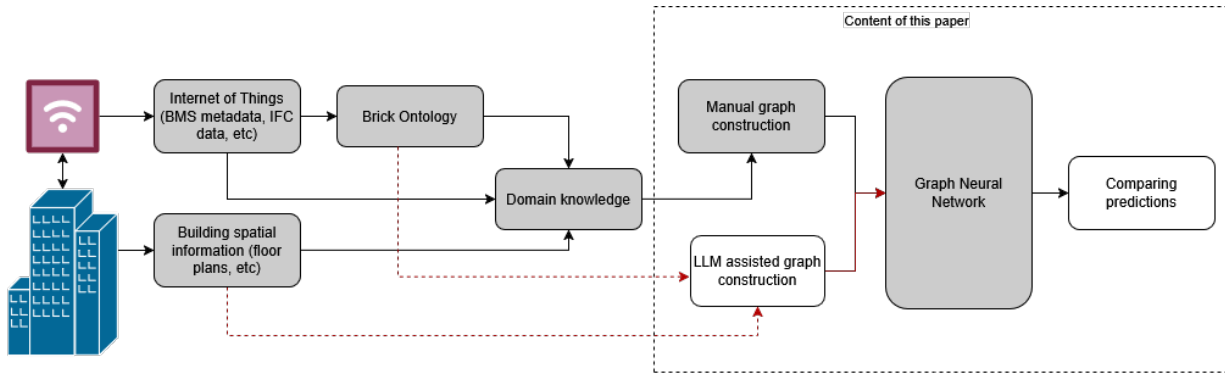 Content of this paper
Internet of Things
(BMS metadata, IFC
data, etc)
Brick Ontology
Manual graph
construction
Domain knowledge
Graph Neural
Network
Comparing
predictions
Building spatial
information (floor
plans, etc)
LLM assisted graph
construction